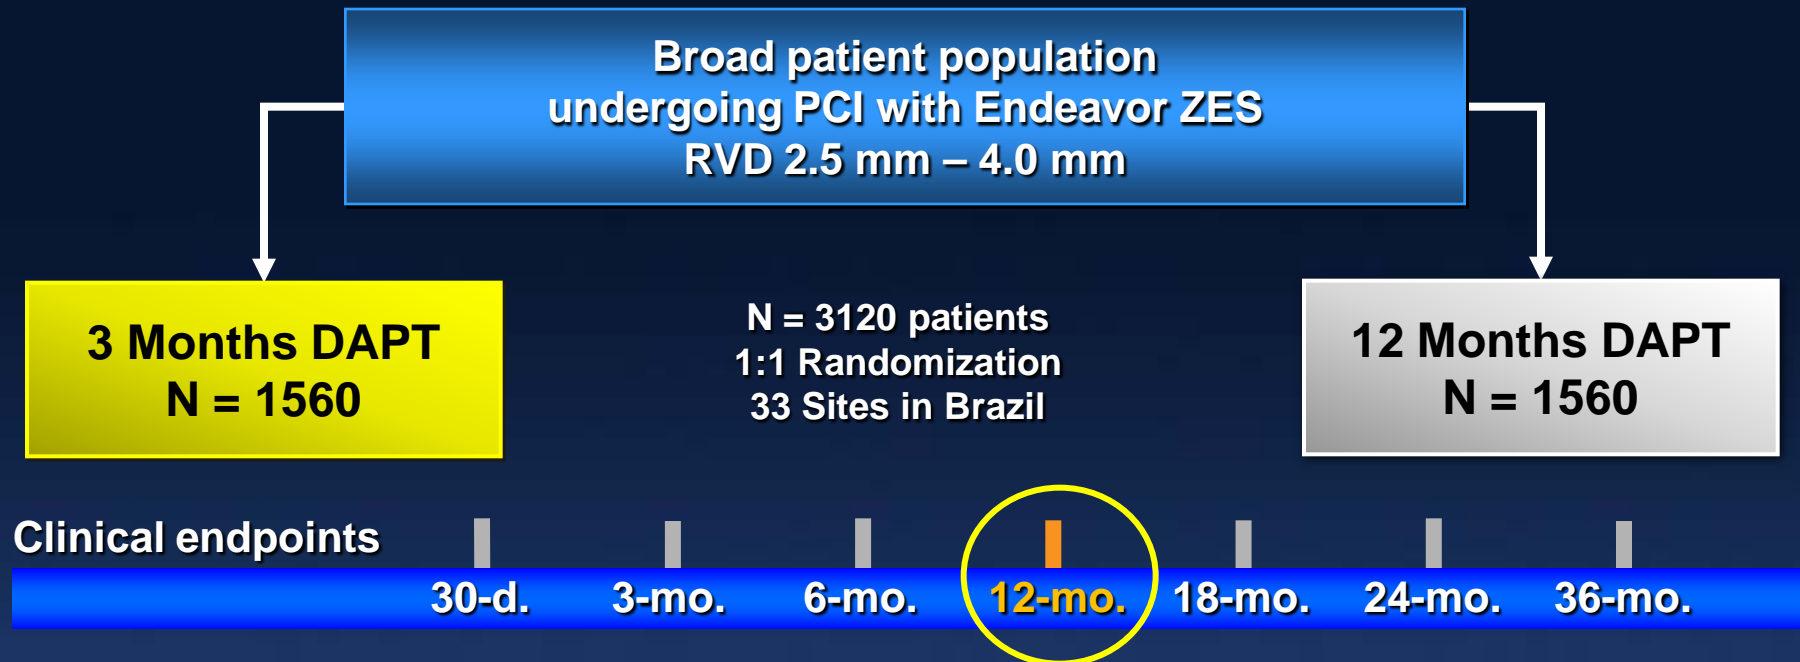 Broad patient population
undergoing PCI with Endeavor ZES
RVD 2.5 mm – 4.0 mm
3 Months DAPT
N = 1560
N = 3120 patients
1:1 Randomization
33 Sites in Brazil
12 Months DAPT
N = 1560
Clinical endpoints
30-d. 3-mo. 6-mo. 12-mo. 18-mo. 24-mo. 36-mo.